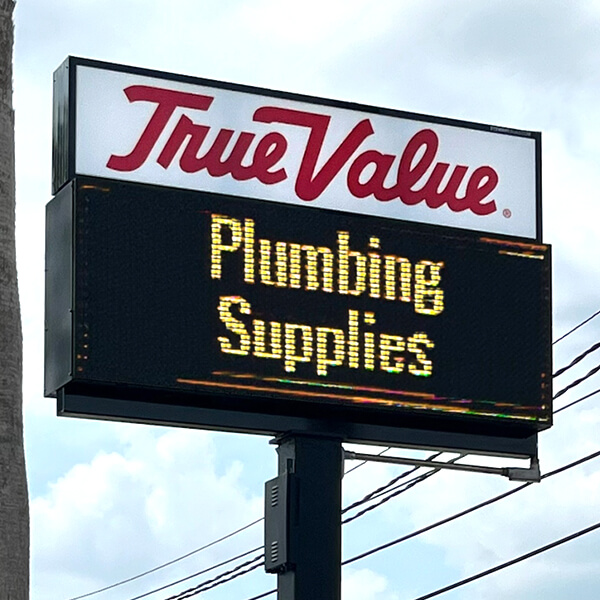 True Value®
Plumbing
Supplies